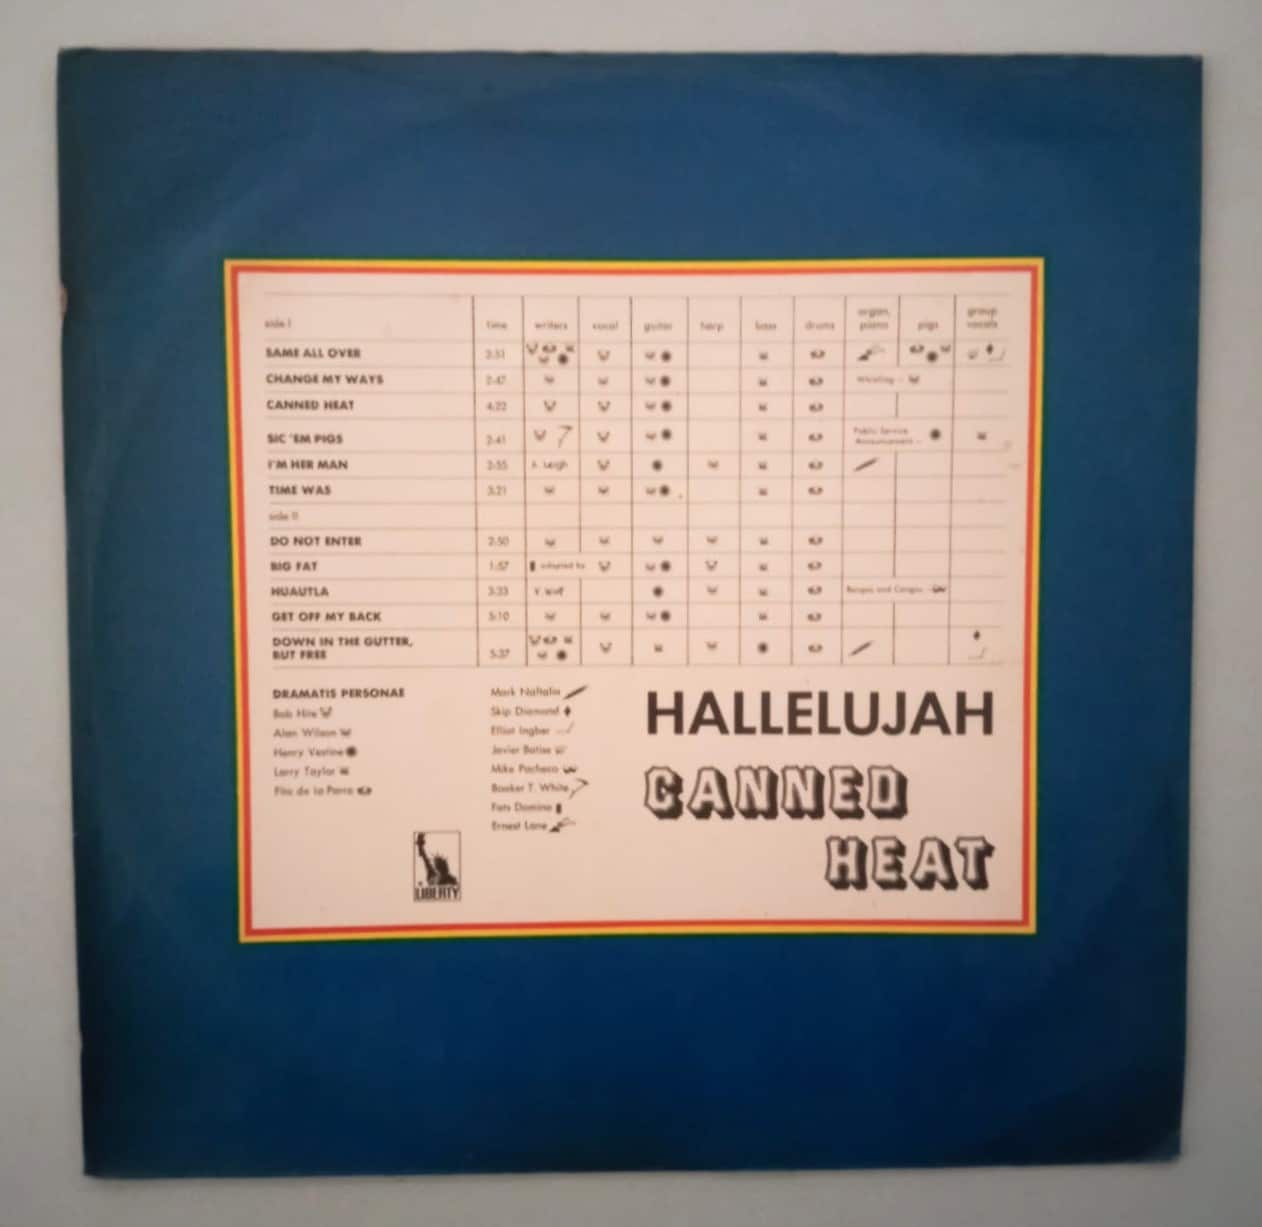 side I time writers vocal guitar harp bass drums organ, piano pigs group vocals
SAME ALL OVER 2:51
CHANGE MY WAYS 2:47 Whistling –
CANNED HEAT 4:22
SIC 'EM PIGS 2:41 Public Service Announcement –
I'M HER MAN 2:55 A. Leigh
TIME WAS 3:21
side II
DO NOT ENTER 2:50
BIG FAT 1:57 adapted by
HUAUTLA 3:33 V. Wolf Bongos and Congas –
GET OFF MY BACK 5:10
DOWN IN THE GUTTER,
BUT FREE 5:37
DRAMATIS PERSONAE
Bob Hite
Alan Wilson
Henry Vestine
Larry Taylor
Fito de la Parra
Mark Naftalin
Skip Diamond
Elliot Ingber
Javier Batise
Mike Pacheco
Booker T. White
Fats Domino
Ernest Lane
LIBERTY
HALLELUJAH
CANNED
HEAT